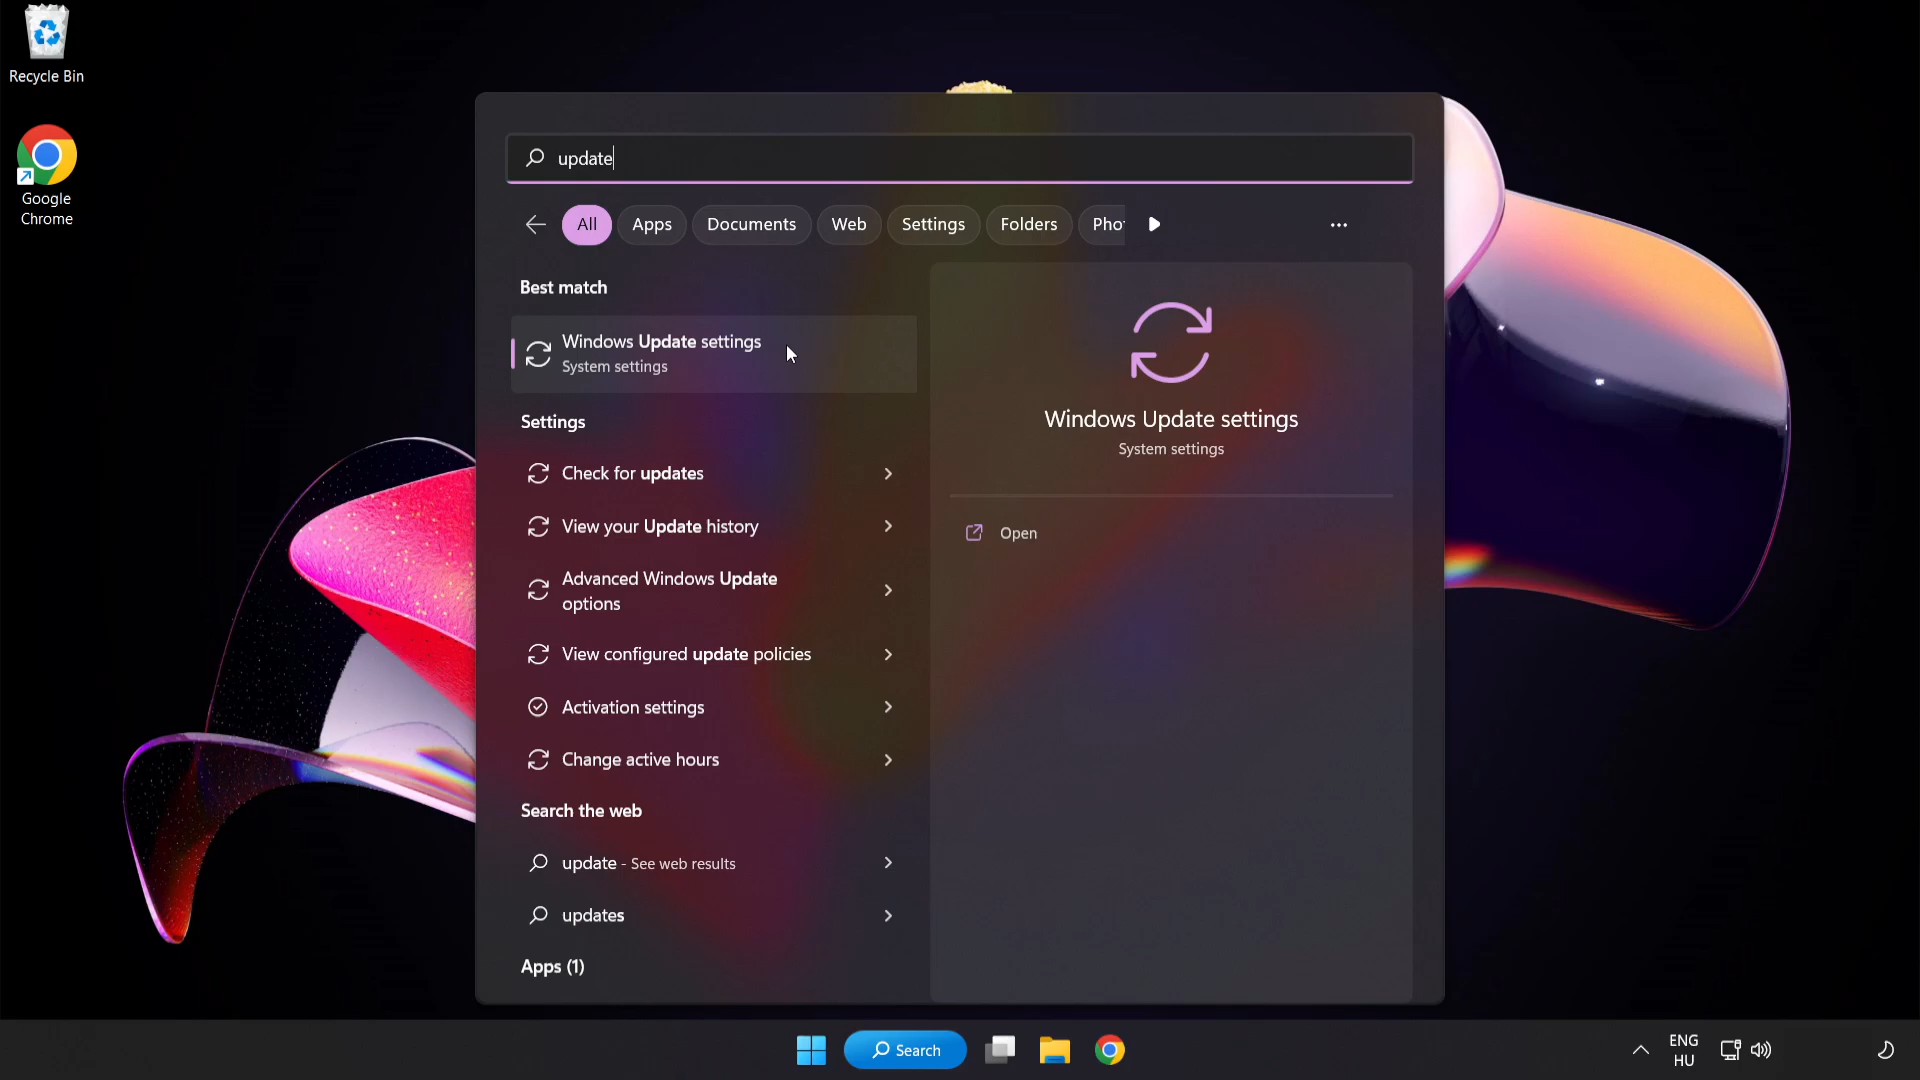 Recycle Bin
Google
Chrome
update
All
Apps
Documents
Web
Settings
Folders
Pho
Best match
Windows Update settings
System settings
Settings
Check for updates
View your Update history
Advanced Windows Update
options
View configured update policies
Activation settings
Change active hours
Search the web
update - See web results
updates
Apps (1)
Windows Update settings
System settings
Open
Search
ENG
HU